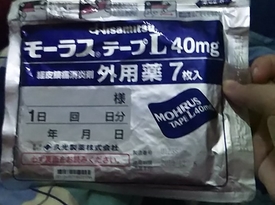 Hisamitsu
モーラス®テープL 40mg
経皮鎮痛消炎剤 外用薬 7枚入
様
1日 回 日分
年 月 日
MOHRUS
TAPE L 40mg
久光製薬株式会社